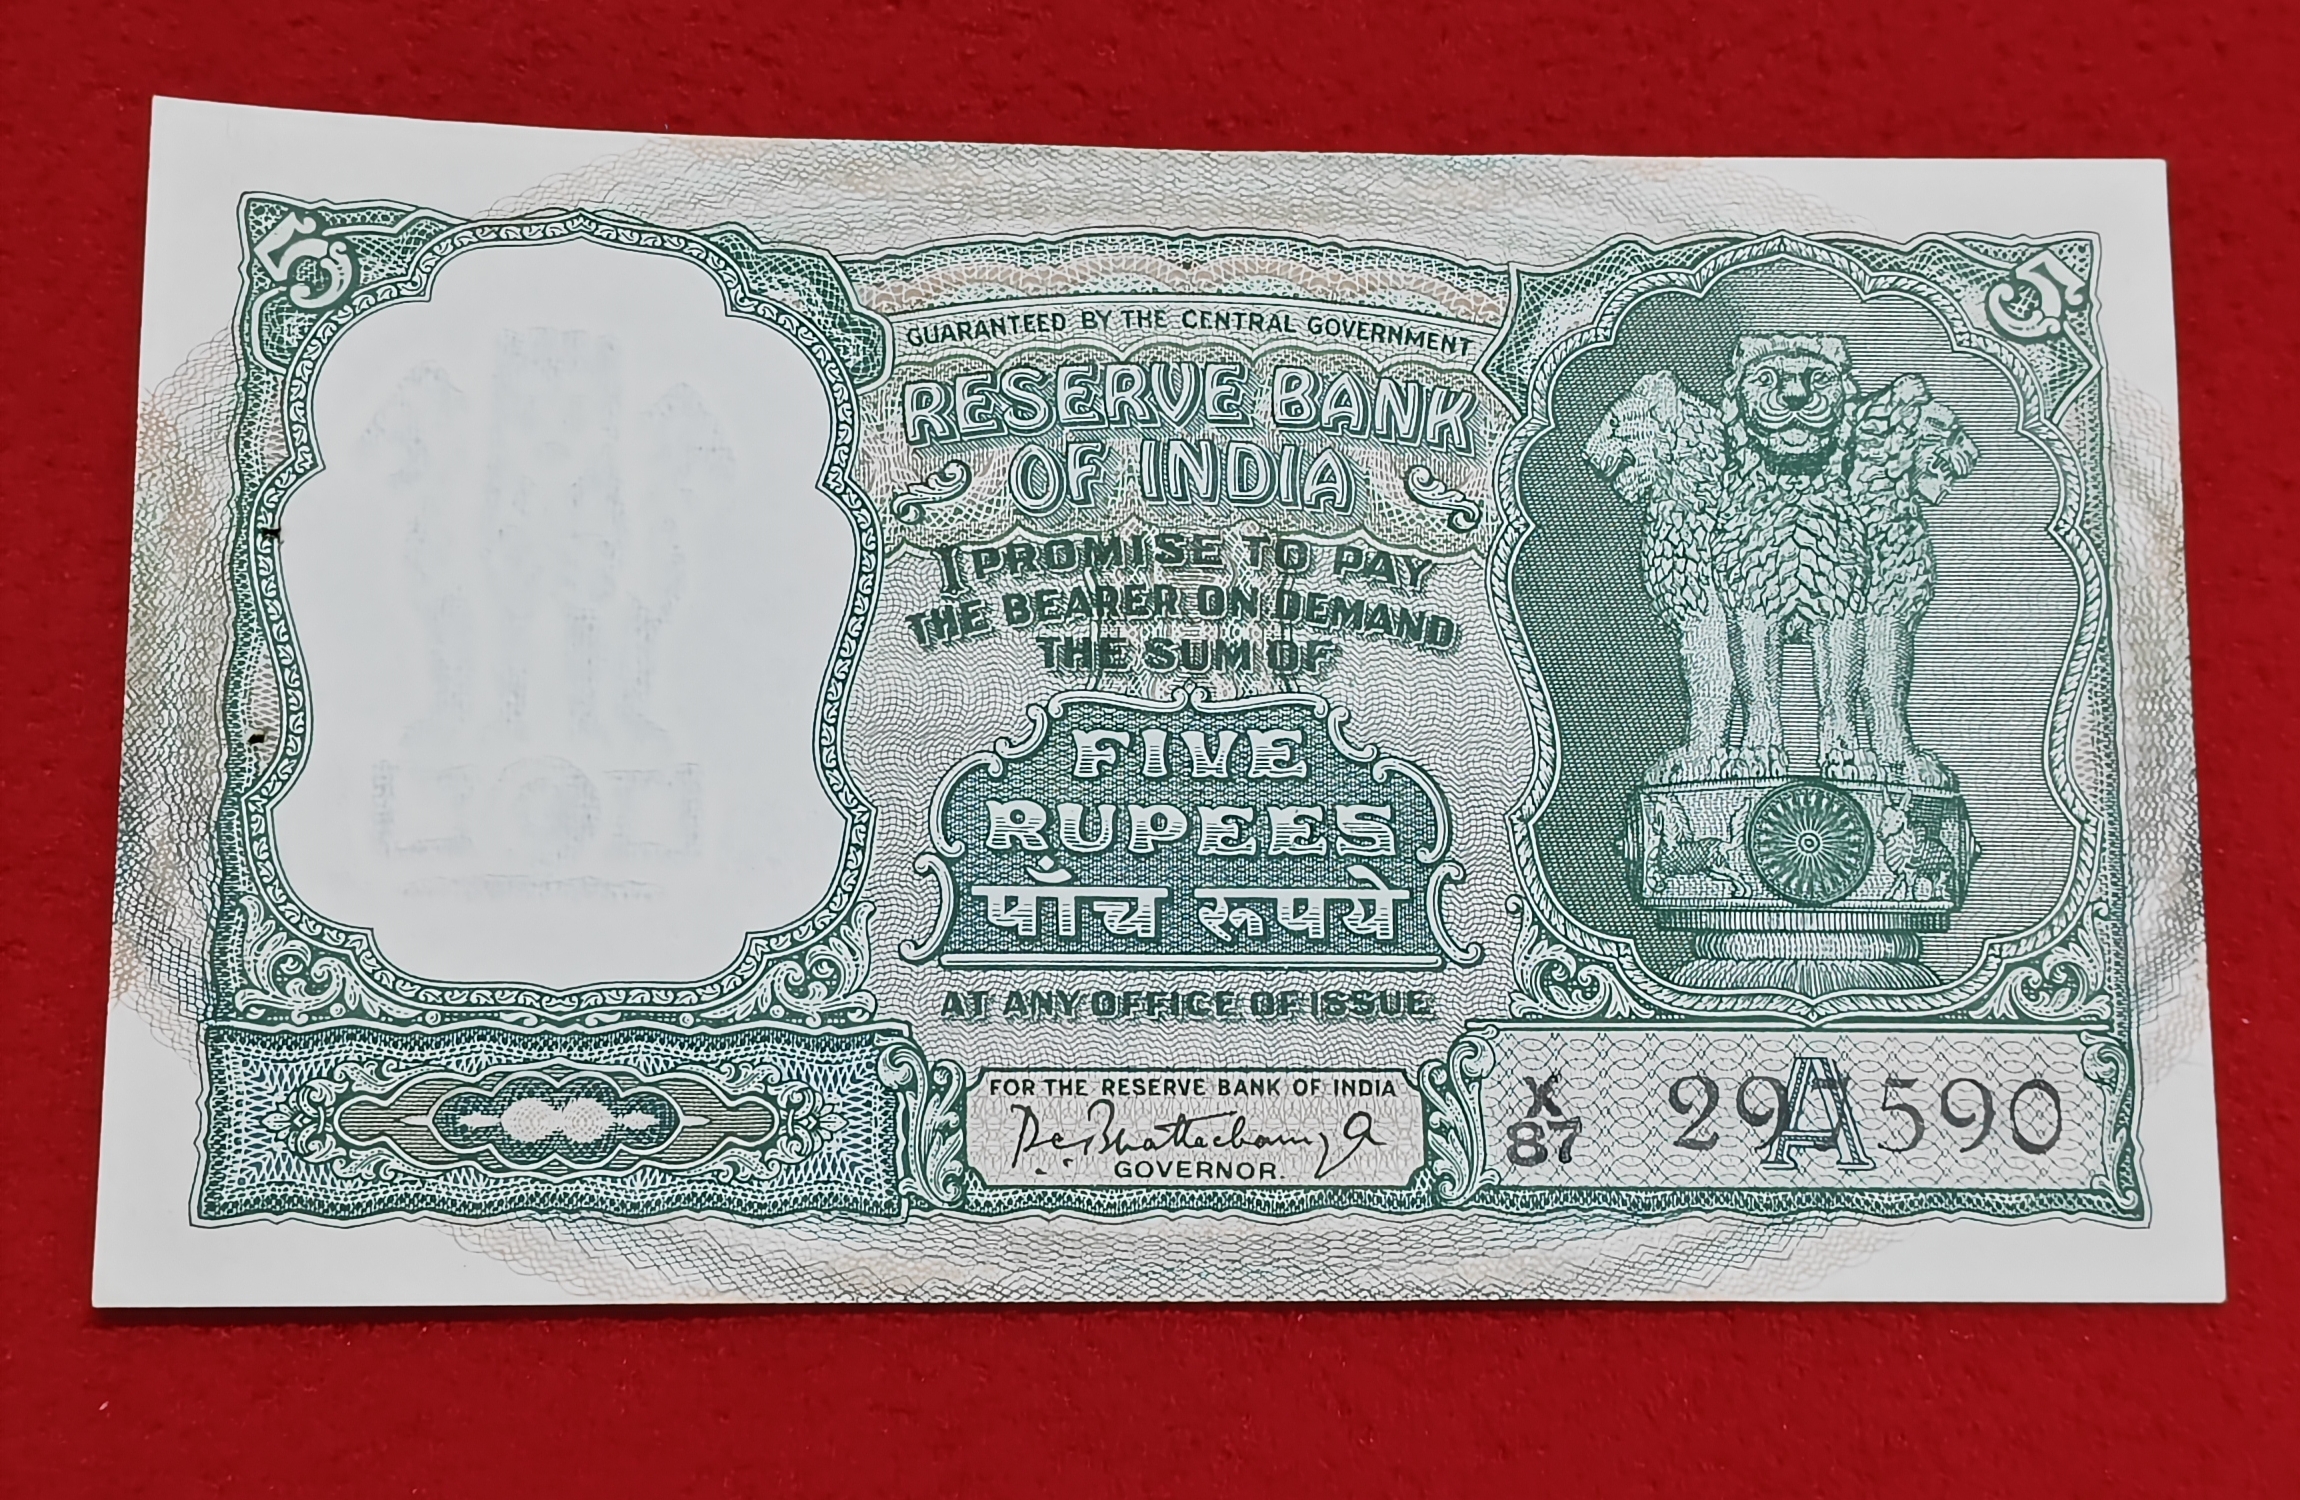 5
5
GUARANTEED BY THE CENTRAL GOVERNMENT
RESERVE BANK
OF INDIA
I PROMISE TO PAY
THE BEARER ON DEMAND
THE SUM OF
FIVE
RUPEES
पांच रूपये
AT ANY OFFICE OF ISSUE
FOR THE RESERVE BANK OF INDIA
GOVERNOR.
X
87
A